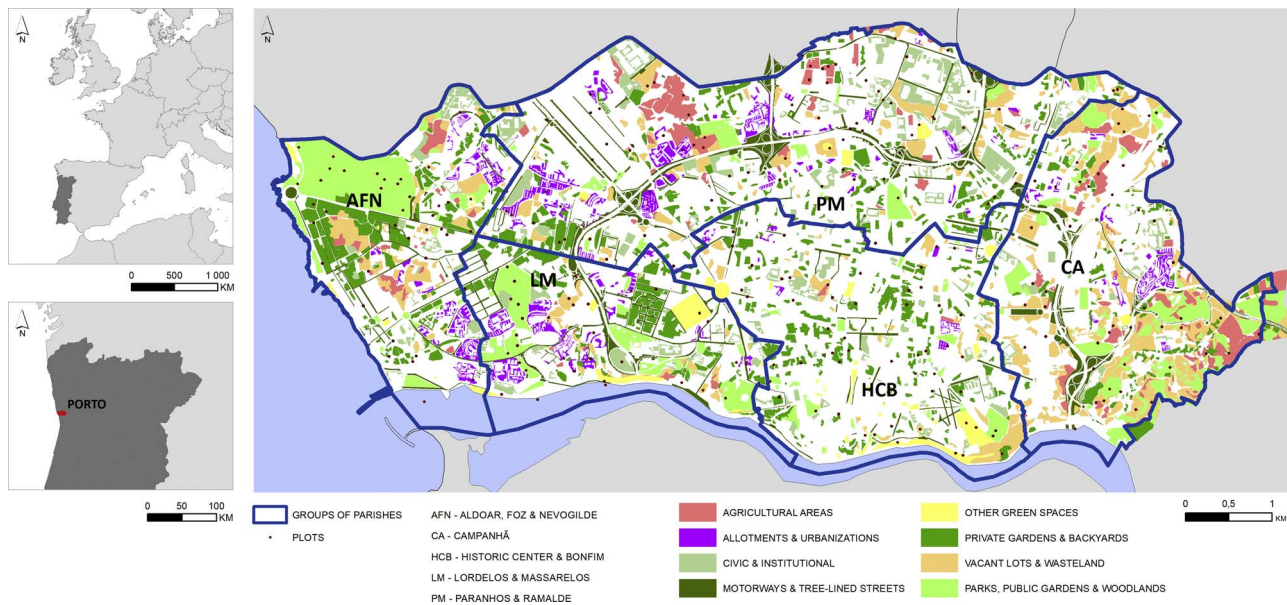 N
0 500 1 000
KM
N
PORTO
0 50 100
KM
N
AFN
LM
PM
CA
HCB
GROUPS OF PARISHES
PLOTS
AFN - ALDOAR, FOZ & NEVOGILDE
CA - CAMPANHÃ
HCB - HISTORIC CENTER & BONFIM
LM - LORDELOS & MASSARELOS
PM - PARANHOS & RAMALDE
AGRICULTURAL AREAS
ALLOTMENTS & URBANIZATIONS
CIVIC & INSTITUTIONAL
MOTORWAYS & TREE-LINED STREETS
OTHER GREEN SPACES
PRIVATE GARDENS & BACKYARDS
VACANT LOTS & WASTELAND
PARKS, PUBLIC GARDENS & WOODLANDS
0 0,5 1
KM